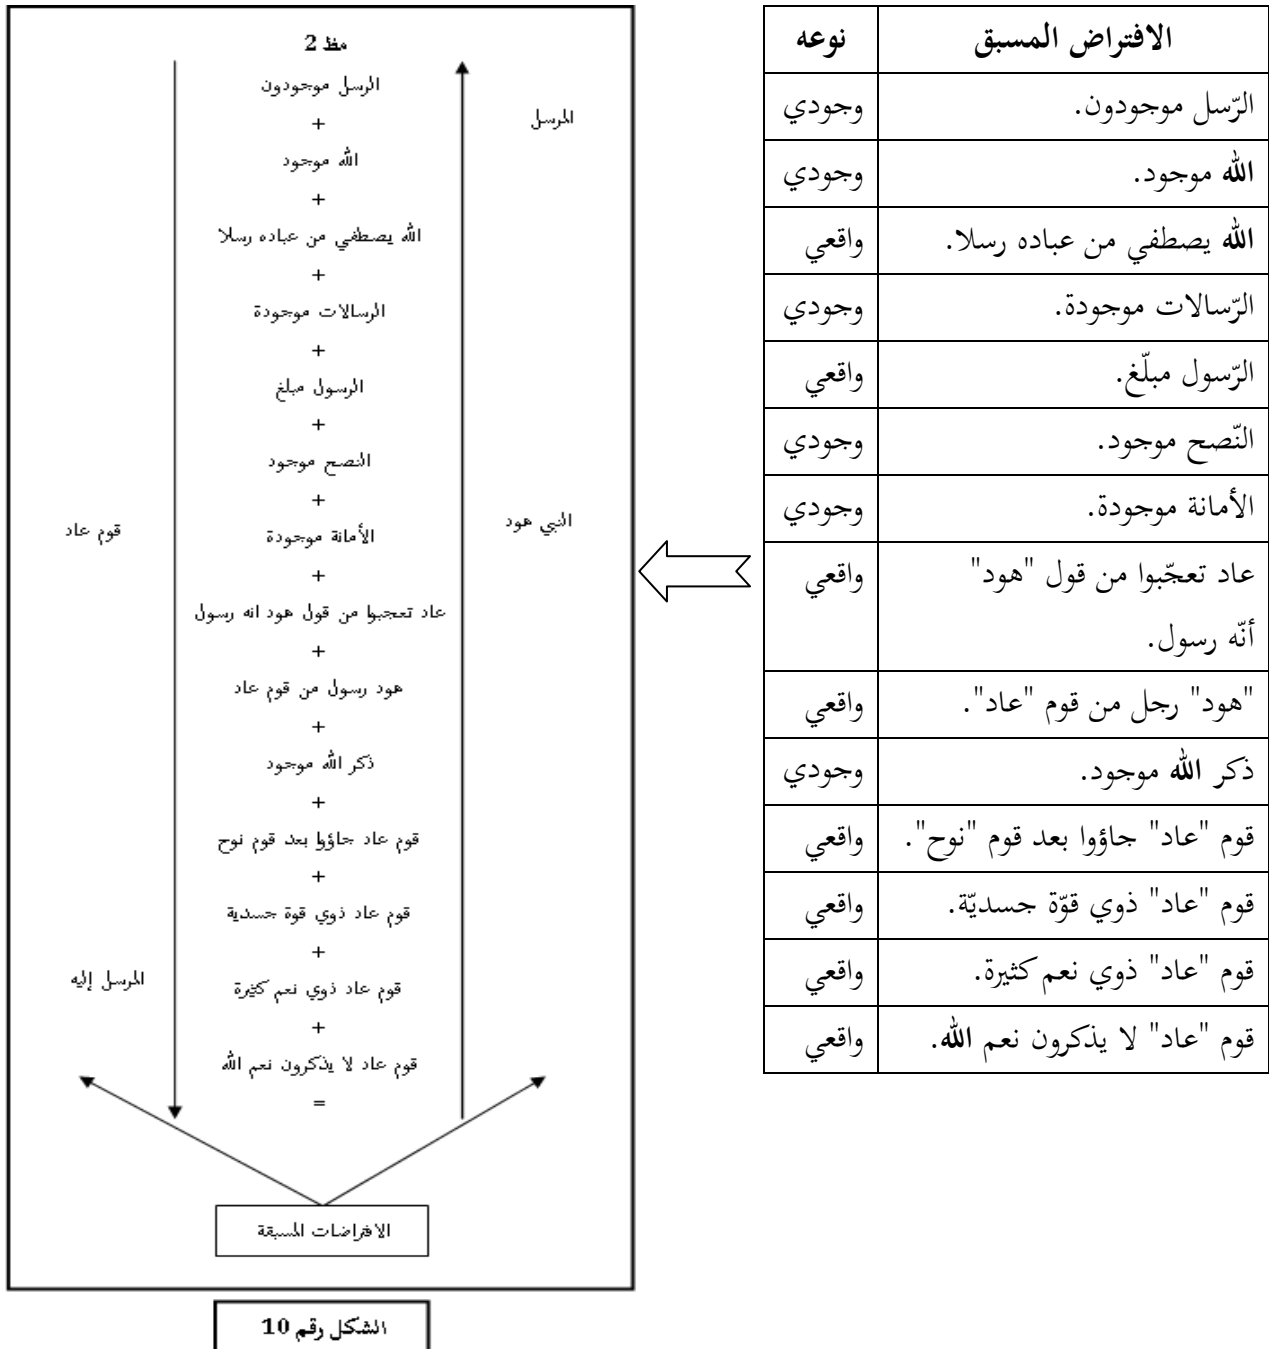 الافتراض المسبق نوعه
الرّسل موجودون. وجودي
الله موجود. وجودي
الله يصطفي من عباده رسلا. واقعي
الرّسالات موجودة. وجودي
الرّسول مبلّغ. واقعي
النّصح موجود. وجودي
الأمانة موجودة. وجودي
عاد تعجّبوا من قول "هود" واقعي
أنّه رسول.
"هود" رجل من قوم "عاد". واقعي
ذكر الله موجود. وجودي
قوم "عاد" جاؤوا بعد قوم "نوح". واقعي
قوم "عاد" ذوي قوّة جسديّة. واقعي
قوم "عاد" ذوي نعم كثيرة. واقعي
قوم "عاد" لا يذكرون نعم الله. واقعي
مفظ 2
الرسل موجودون
+
المرسل
الله موجود
+
الله يصطفي من عباده رسلا
+
الرسالات موجودة
+
الرسول مبلغ
+
النصح موجود
+
النبي هود
قوم عاد
الأمانة موجودة
+
عاد تعجبوا من قول هود انه رسول
+
هود رسول من قوم عاد
+
ذكر الله موجود
+
قوم عاد جاؤوا بعد قوم نوح
+
قوم عاد ذوي قوة جسدية
+
المرسل إليه
قوم عاد ذوي نعم كثيرة
+
قوم عاد لا يذكرون نعم الله
=
الافتراضات المسبقة
الشكل رقم 10